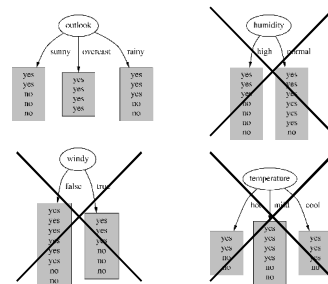 outlook
sunny
overcast
rainy
yes
yes
no
no
no
yes
yes
yes
yes
yes
yes
yes
no
no
humidity
high
normal
yes
yes
yes
no
no
no
no
yes
yes
yes
yes
yes
yes
no
windy
false
true
yes
yes
yes
yes
yes
yes
no
no
yes
yes
yes
no
no
no
temperature
hot
mild
cool
yes
yes
no
no
yes
yes
yes
yes
no
no
yes
yes
yes
no